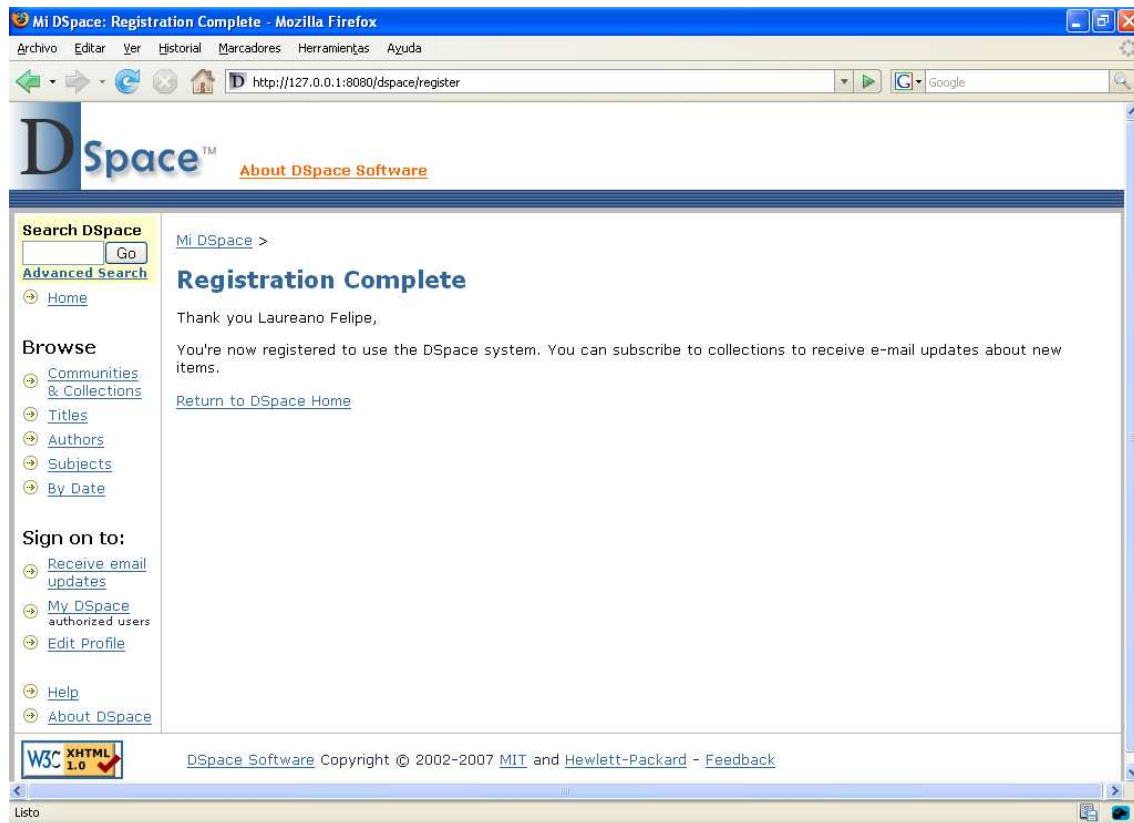 Mi DSpace: Registration Complete - Mozilla Firefox
Archivo Editar Ver Historial Marcadores Herramientas Ayuda
http://127.0.0.1:8080/dspace/register
G Google
DSpace™
About DSpace Software
Search DSpace
Go
Advanced Search
Home
Browse
Communities
& Collections
Titles
Authors
Subjects
By Date
Sign on to:
Receive email
updates
My DSpace
authorized users
Edit Profile
Help
About DSpace
Mi DSpace >
Registration Complete
Thank you Laureano Felipe,
You're now registered to use the DSpace system. You can subscribe to collections to receive e-mail updates about new
items.
Return to DSpace Home
W3C XHTML
1.0
DSpace Software Copyright © 2002-2007 MIT and Hewlett-Packard - Feedback
Listo